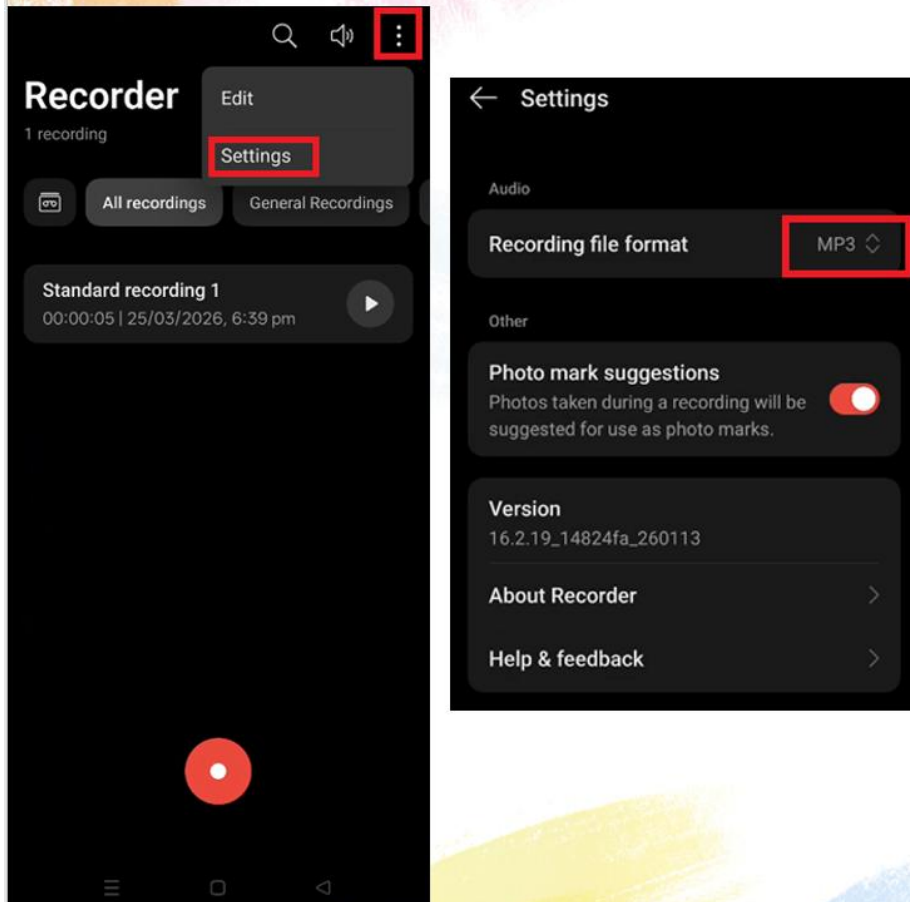 Recorder
1 recording
Edit
Settings
All recordings
General Recordings
Standard recording 1
00:00:05 | 25/03/2026, 6:39 pm
Settings
Audio
Recording file format
MP3
Other
Photo mark suggestions
Photos taken during a recording will be
suggested for use as photo marks.
Version
16.2.19_14824fa_260113
About Recorder
Help & feedback